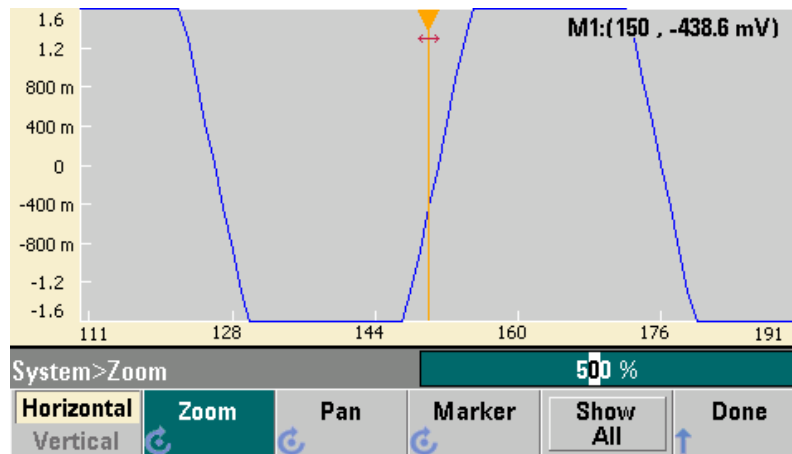 1.6
M1:(150 , -438.6 mV)
1.2
800 m
400 m
0
-400 m
-800 m
-1.2
-1.6
111 128 144 160 176 191
System>Zoom 500 %
Horizontal Zoom Pan Marker Show All Done
Vertical